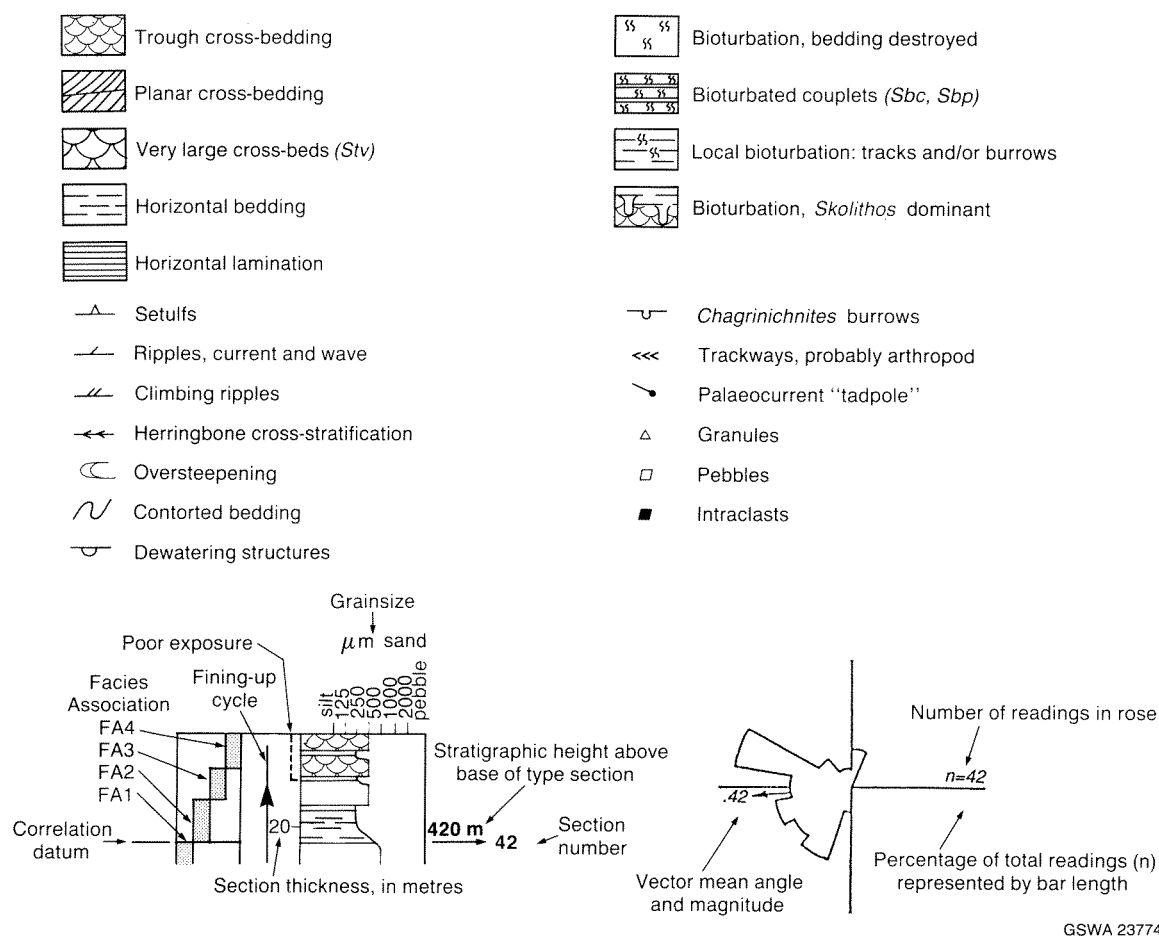 Trough cross-bedding
Planar cross-bedding
Very large cross-beds (Stv)
Horizontal bedding
Horizontal lamination
Setulfs
Ripples, current and wave
Climbing ripples
Herringbone cross-stratification
Oversteepening
Contorted bedding
Dewatering structures
Bioturbation, bedding destroyed
Bioturbated couplets (Sbc, Sbp)
Local bioturbation: tracks and/or burrows
Bioturbation, Skolithos dominant
Chagrinichnites burrows
Trackways, probably arthropod
Palaeocurrent "tadpole"
Granules
Pebbles
Intraclasts
Grainsize
μm sand
silt
125
250
500
1000
2000
pebble
Poor exposure
Fining-up
cycle
Facies
Association
FA4
FA3
FA2
FA1
Correlation
datum
20
Section thickness, in metres
Stratigraphic height above
base of type section
420 m
42
Section
number
Number of readings in rose
n=42
.42
Vector mean angle
and magnitude
Percentage of total readings (n)
represented by bar length
GSWA 23774